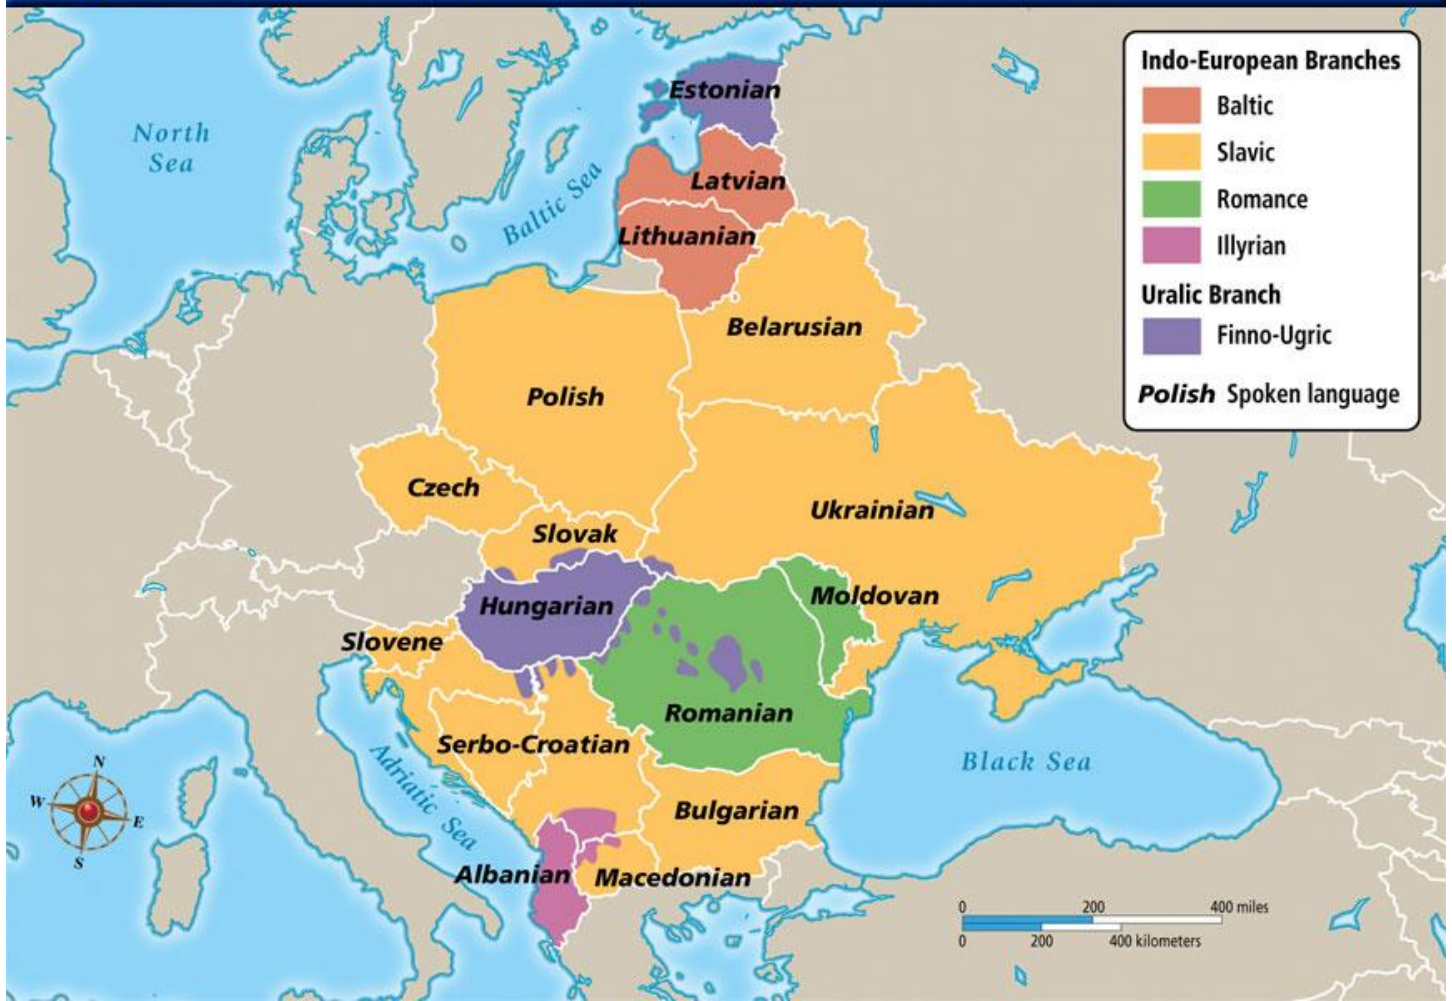 Indo-European Branches
Baltic
Slavic
Romance
Illyrian
Uralic Branch
Finno-Ugric
Polish Spoken language
North
Sea
Baltic Sea
Estonian
Latvian
Lithuanian
Belarusian
Polish
Czech
Slovak
Ukrainian
Hungarian
Moldovan
Slovene
Romanian
Serbo-Croatian
Adriatic Sea
Black Sea
Bulgarian
Albanian
Macedonian
N
W
E
S
0 200 400 miles
0 200 400 kilometers